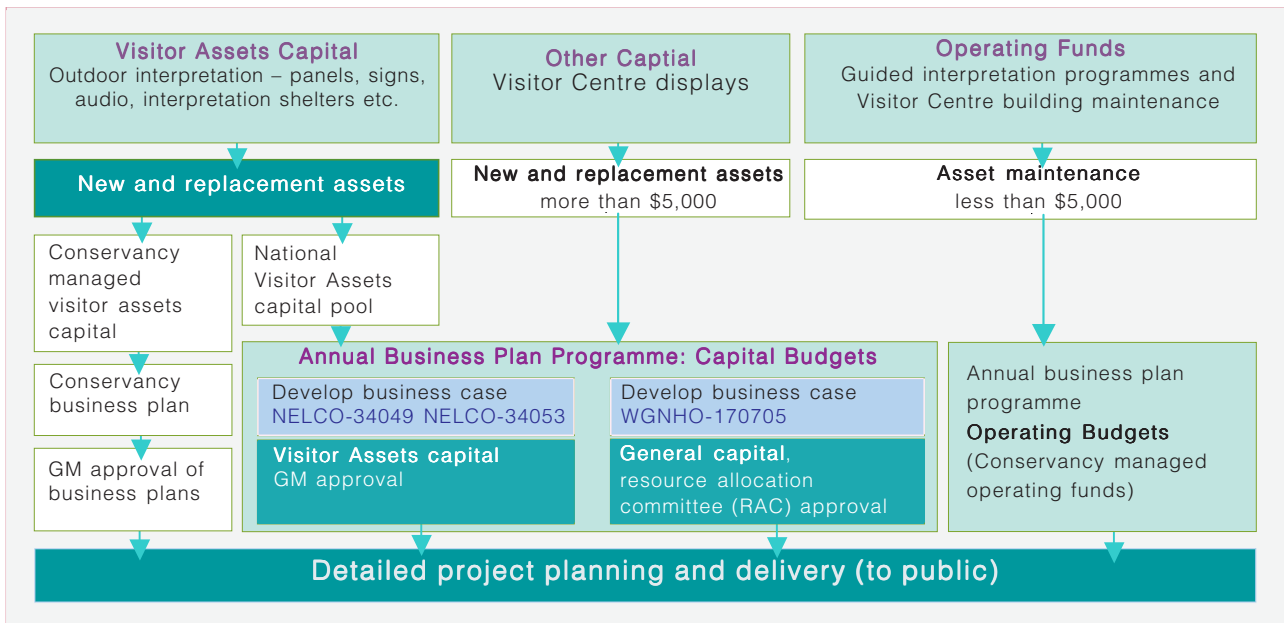 Visitor Assets Capital
Outdoor interpretation – panels, signs,
audio, interpretation shelters etc.
Other Captial
Visitor Centre displays
Operating Funds
Guided interpretation programmes and
Visitor Centre building maintenance
New and replacement assets
New and replacement assets
more than $5,000
Asset maintenance
less than $5,000
Conservancy
managed
visitor assets
capital
National
Visitor Assets
capital pool
Conservancy
business plan
GM approval of
business plans
Annual Business Plan Programme: Capital Budgets
Develop business case
NELCO-34049 NELCO-34053
Visitor Assets capital
GM approval
Develop business case
WGNHO-170705
General capital,
resource allocation
committee (RAC) approval
Annual business plan
programme
Operating Budgets
(Conservancy managed
operating funds)
Detailed project planning and delivery (to public)